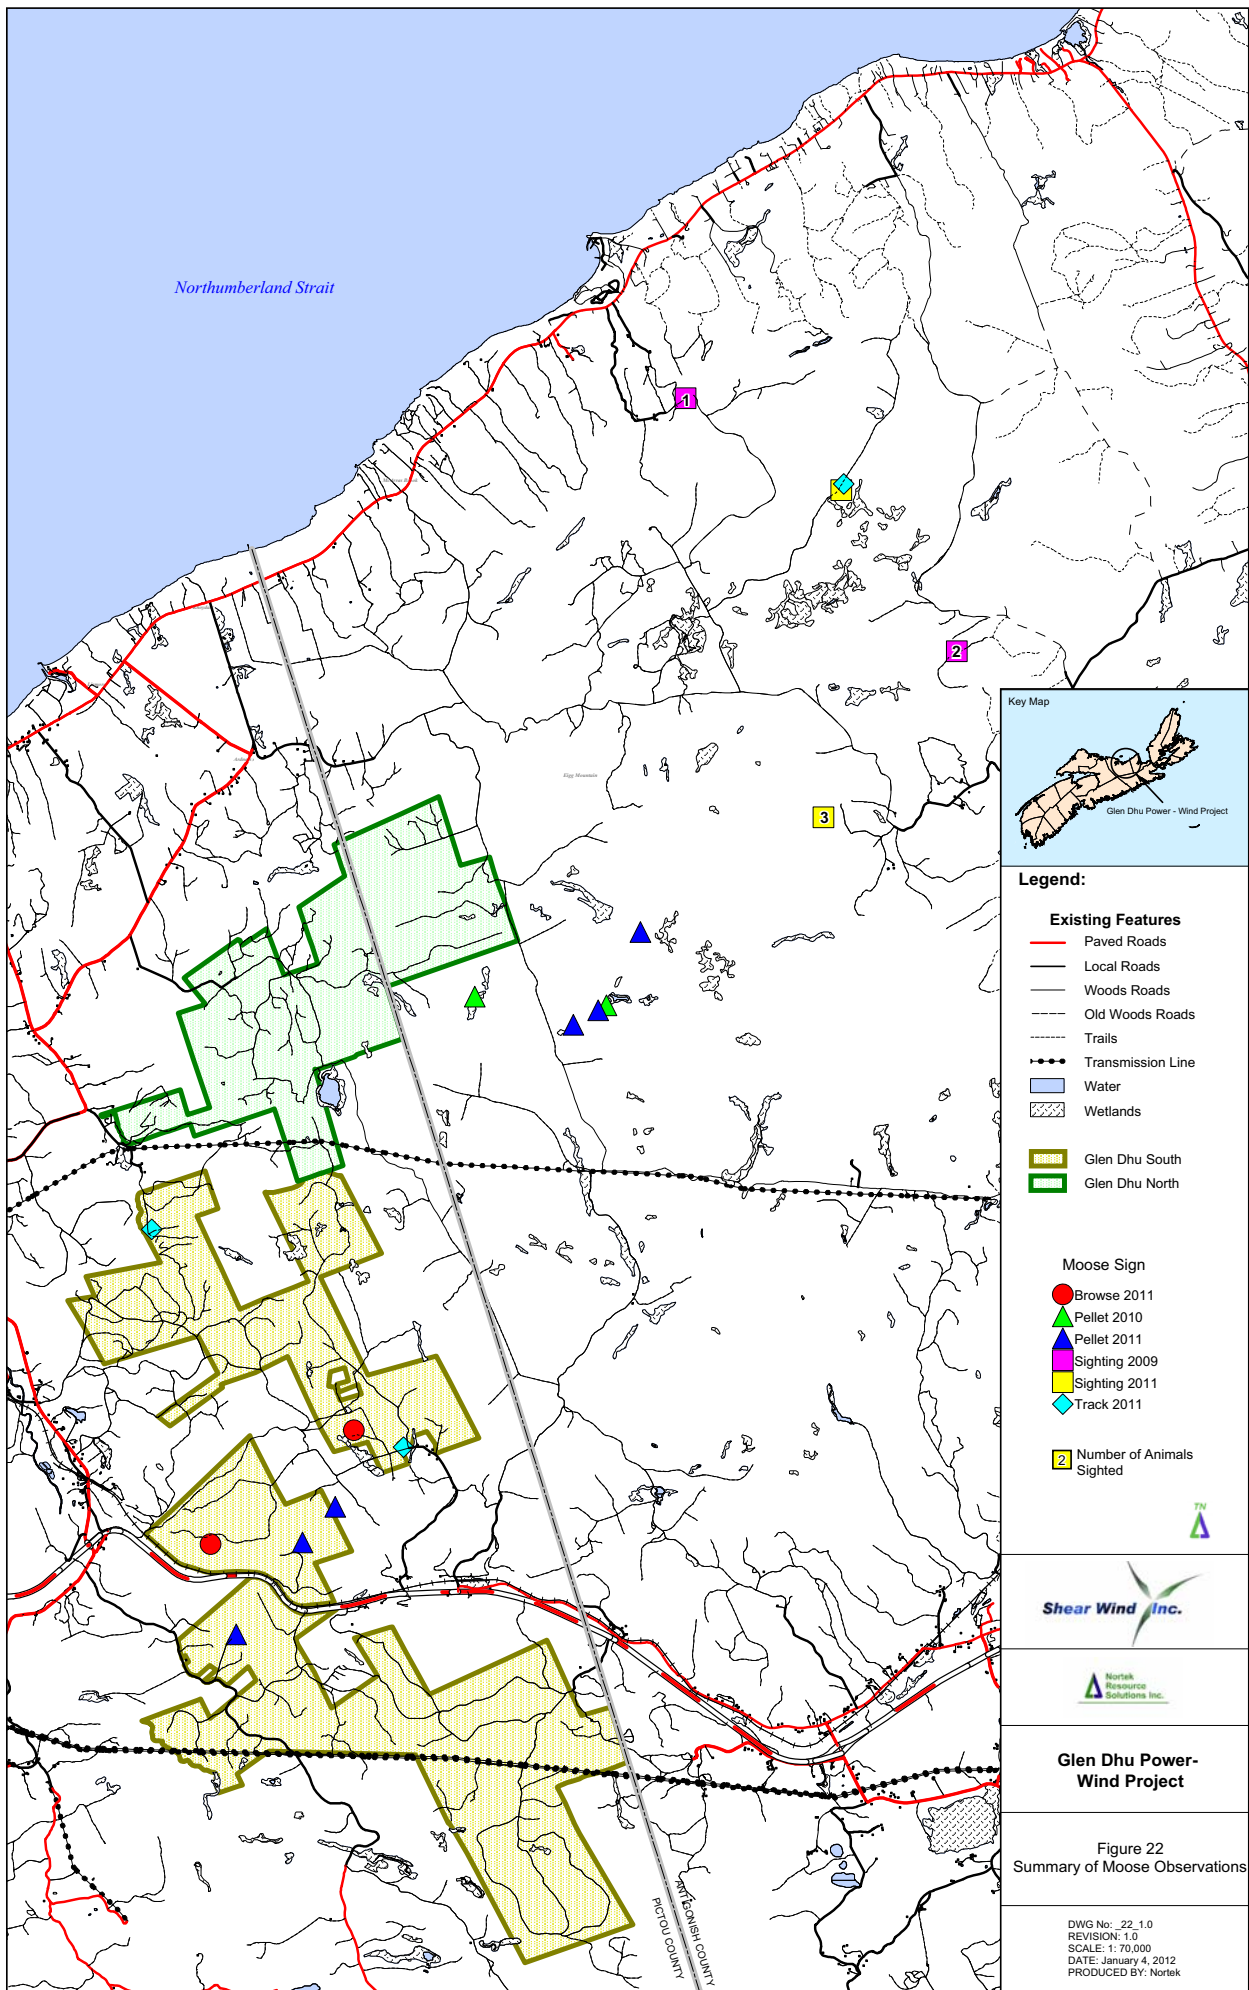 Northumberland Strait
1
2
3
Eigg Mountain
ANTIGONISH COUNTY
PICTOU COUNTY
Key Map
Glen Dhu Power - Wind Project
Legend:
Existing Features
Paved Roads
Local Roads
Woods Roads
Old Woods Roads
Trails
Transmission Line
Water
Wetlands
Glen Dhu South
Glen Dhu North
Moose Sign
Browse 2011
Pellet 2010
Pellet 2011
Sighting 2009
Sighting 2011
Track 2011
2 Number of Animals
Sighted
TN
Shear Wind Inc.
Nortek
Resource
Solutions Inc.
Glen Dhu Power-
Wind Project
Figure 22
Summary of Moose Observations
DWG No: _22_1.0
REVISION: 1.0
SCALE: 1: 70,000
DATE: January 4, 2012
PRODUCED BY: Nortek